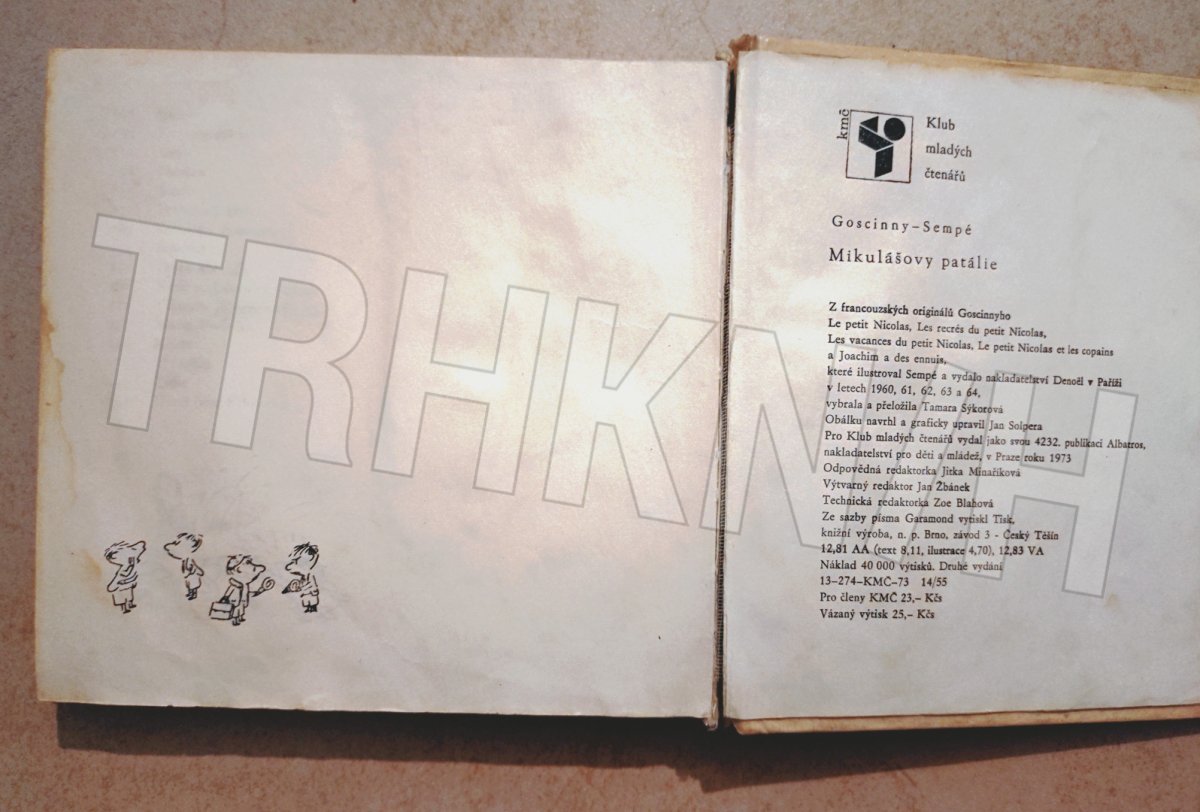 TRHKNIH
kmč
Klub
mladých
čtenářů
Goscinny–Sempé
Mikulášovy patálie
Z francouzských originálů Goscinnyho
Le petit Nicolas, Les recrés du petit Nicolas,
Les vacances du petit Nicolas, Le petit Nicolas et les copains
a Joachim a des ennuis,
které ilustroval Sempé a vydalo nakladatelství Denoël v Paříži
v letech 1960, 61, 62, 63 a 64,
vybrala a přeložila Tamara Sýkorová
Obálku navrhl a graficky upravil Jan Solpera
Pro Klub mladých čtenářů vydal jako svou 4232. publikaci Albatros,
nakladatelství pro děti a mládež, v Praze roku 1973
Odpovědná redaktorka Jitka Minaříková
Výtvarný redaktor Jan Žbánek
Technická redaktorka Zoe Blahová
Ze sazby písma Garamond vytiskl Tisk,
knižní výroba, n. p. Brno, závod 3 - Český Těšín
12,81 AA (text 8,11, ilustrace 4,70), 12,83 VA
Náklad 40 000 výtisků. Druhé vydání
13–274–KMČ–73 14/55
Pro členy KMČ 23,– Kčs
Vázaný výtisk 25,– Kčs